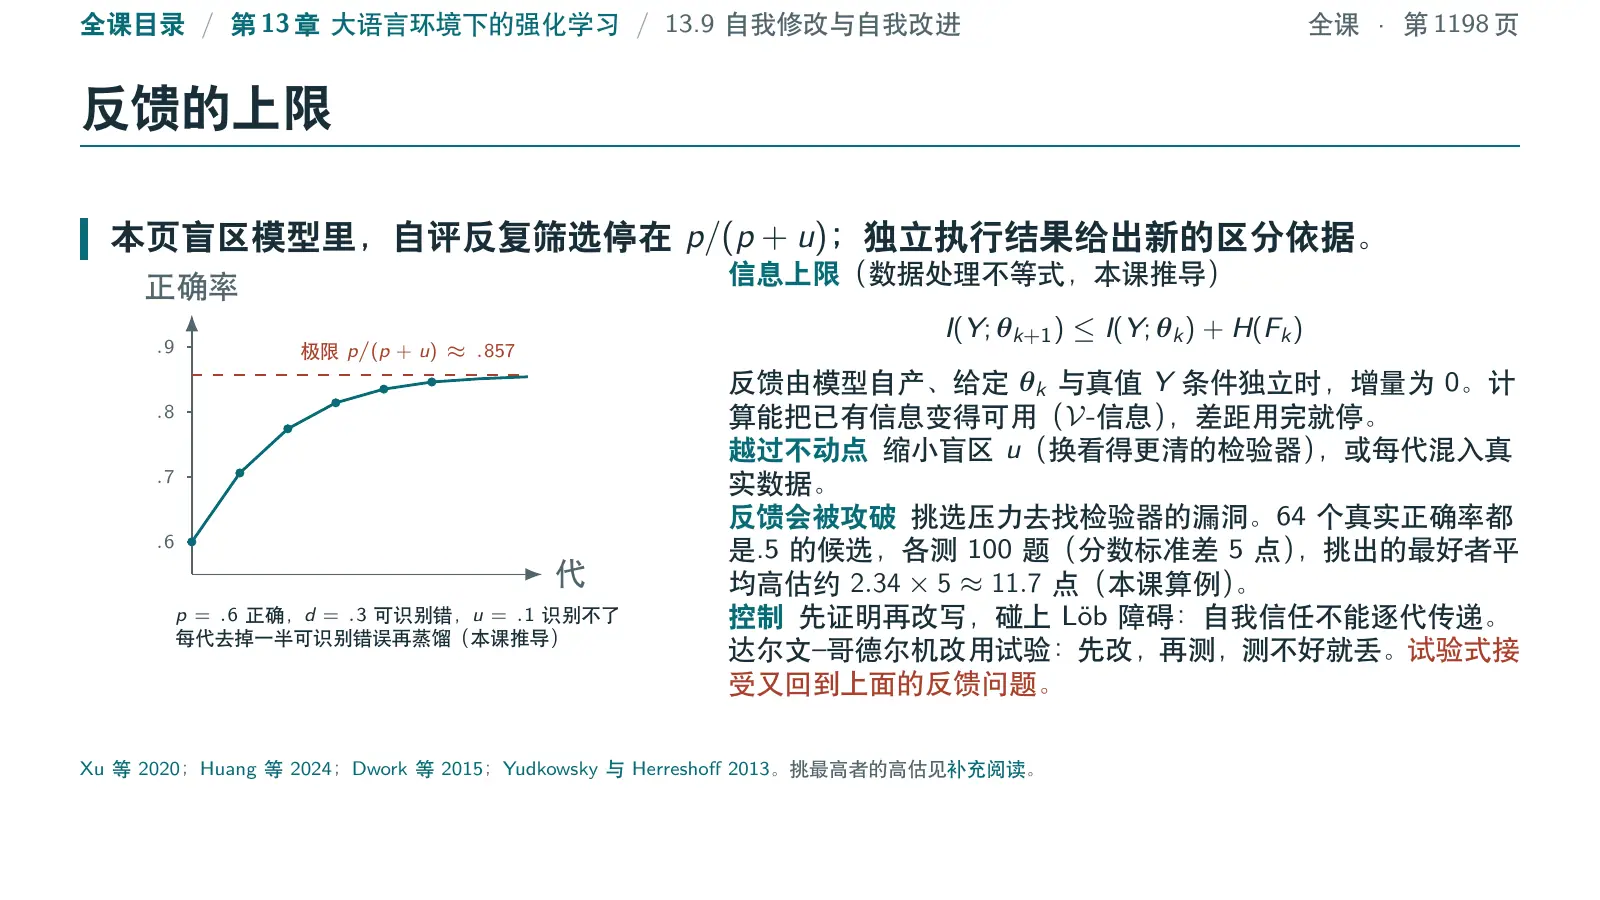 全课目录 / 第 13 章 大语言环境下的强化学习 / 13.9 自我修改与自我改进
全课 · 第 1198 页
反馈的上限
本页盲区模型里，自评反复筛选停在 p/(p + u)；独立执行结果给出新的区分依据。
正确率
.9
.8
.7
.6
极限 p/(p + u) ≈ .857
代
p = .6 正确，d = .3 可识别错，u = .1 识别不了
每代去掉一半可识别错误再蒸馏（本课推导）
信息上限（数据处理不等式，本课推导）
I(Y; θₖ₊₁) ≤ I(Y; θₖ) + H(Fₖ)
反馈由模型自产、给定 θₖ 与真值 Y 条件独立时，增量为 0。计
算能把已有信息变得可用（𝒱-信息），差距用完就停。
越过不动点 缩小盲区 u（换看得更清的检验器），或每代混入真
实数据。
反馈会被攻破 挑选压力去找检验器的漏洞。64 个真实正确率都
是.5 的候选，各测 100 题（分数标准差 5 点），挑出的最好者平
均高估约 2.34 × 5 ≈ 11.7 点（本课算例）。
控制 先证明再改写，碰上 Löb 障碍：自我信任不能逐代传递。
达尔文–哥德尔机改用试验：先改，再测，测不好就丢。试验式接
受又回到上面的反馈问题。
Xu 等 2020；Huang 等 2024；Dwork 等 2015；Yudkowsky 与 Herreshoff 2013。挑最高者的高估见补充阅读。